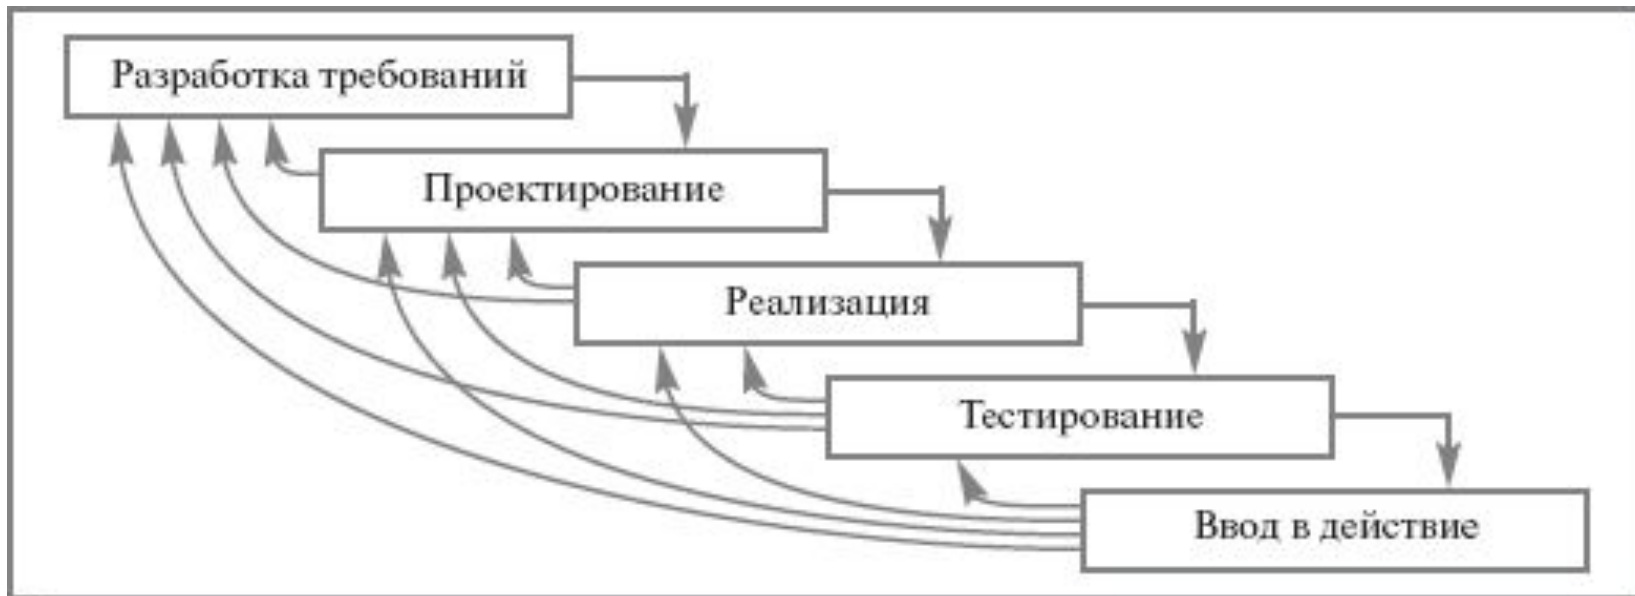 Разработка требований
Проектирование
Реализация
Тестирование
Ввод в действие